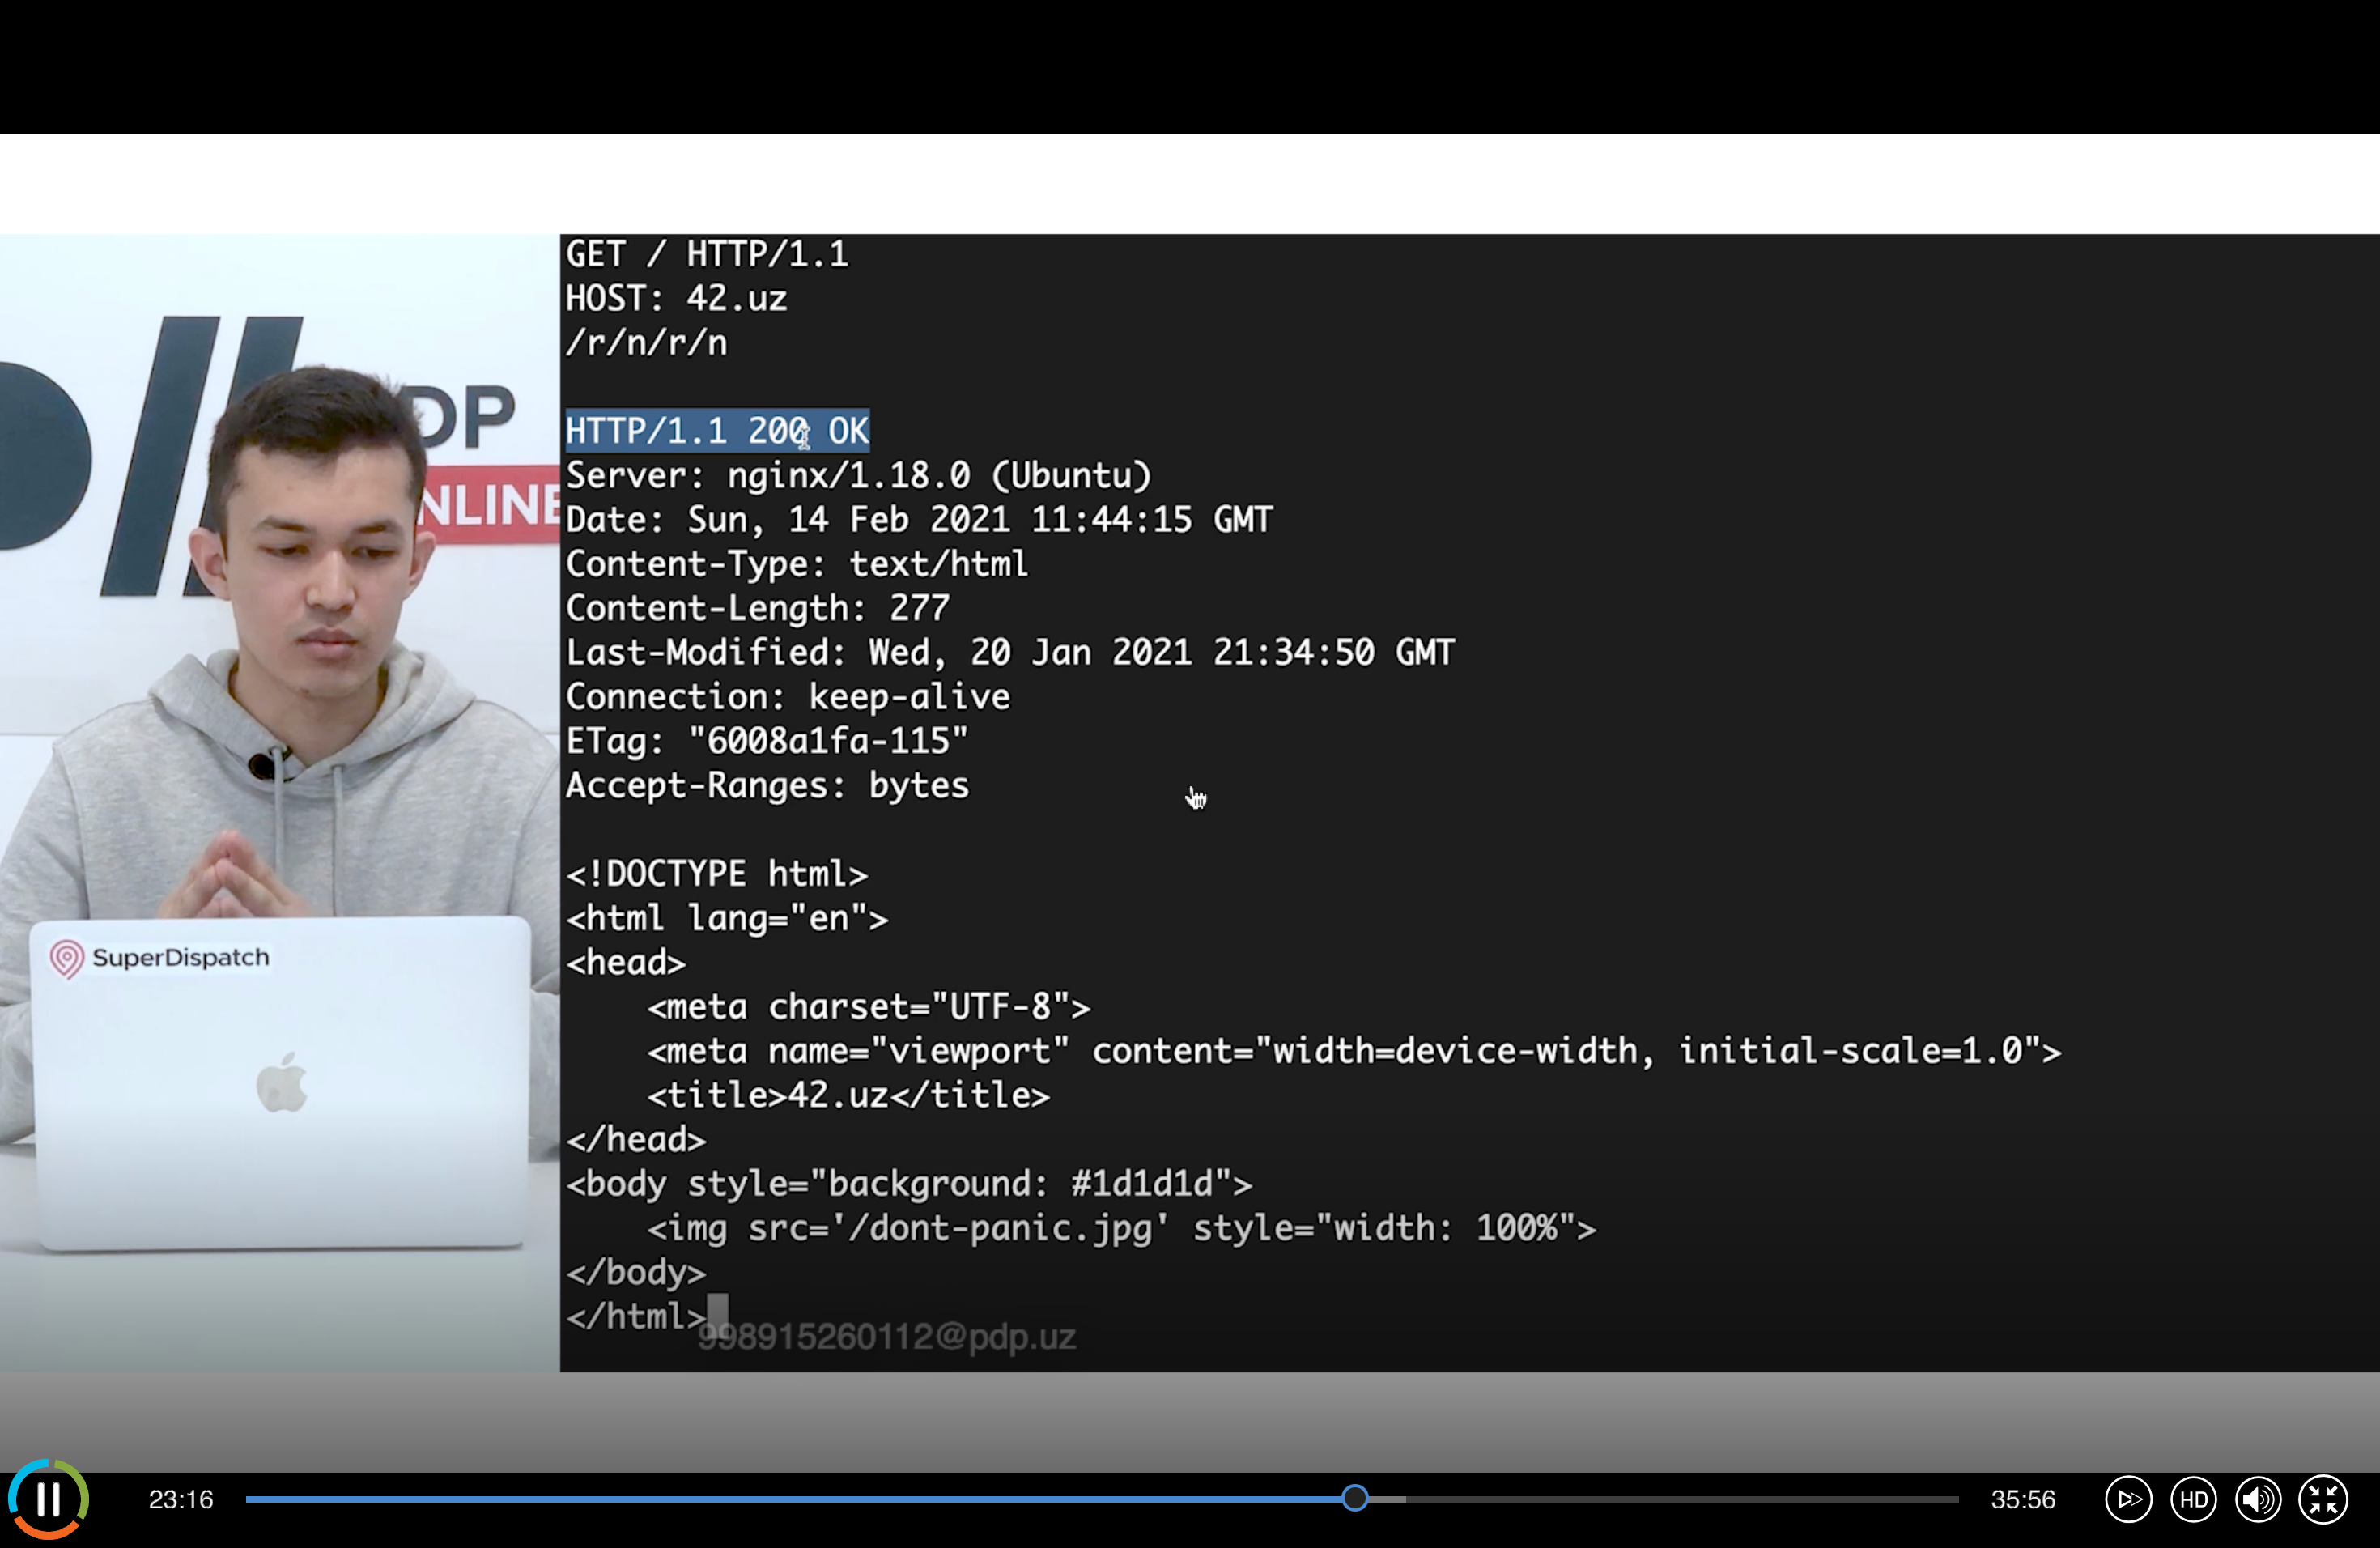 GET / HTTP/1.1
HOST: 42.uz
/r/n/r/n
HTTP/1.1 200 OK
Server: nginx/1.18.0 (Ubuntu)
Date: Sun, 14 Feb 2021 11:44:15 GMT
Content-Type: text/html
Content-Length: 277
Last-Modified: Wed, 20 Jan 2021 21:34:50 GMT
Connection: keep-alive
ETag: "6008a1fa-115"
Accept-Ranges: bytes
<!DOCTYPE html>
<html lang="en">
<head>
    <meta charset="UTF-8">
    <meta name="viewport" content="width=device-width, initial-scale=1.0">
    <title>42.uz</title>
</head>
<body style="background: #1d1d1d">
    <img src='/dont-panic.jpg' style="width: 100%">
</body>
</html>
998915260112@pdp.uz
DP
NLINE
SuperDispatch
23:16
35:56
HD